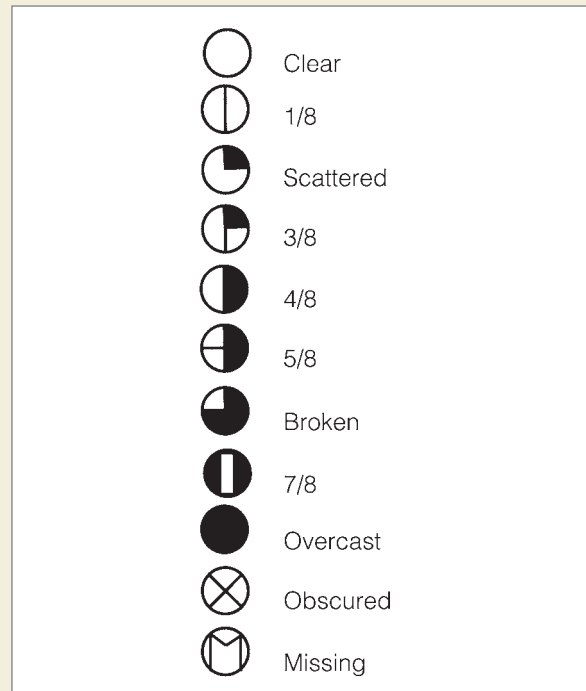 Clear
1/8
Scattered
3/8
4/8
5/8
Broken
7/8
Overcast
Obscured
Missing